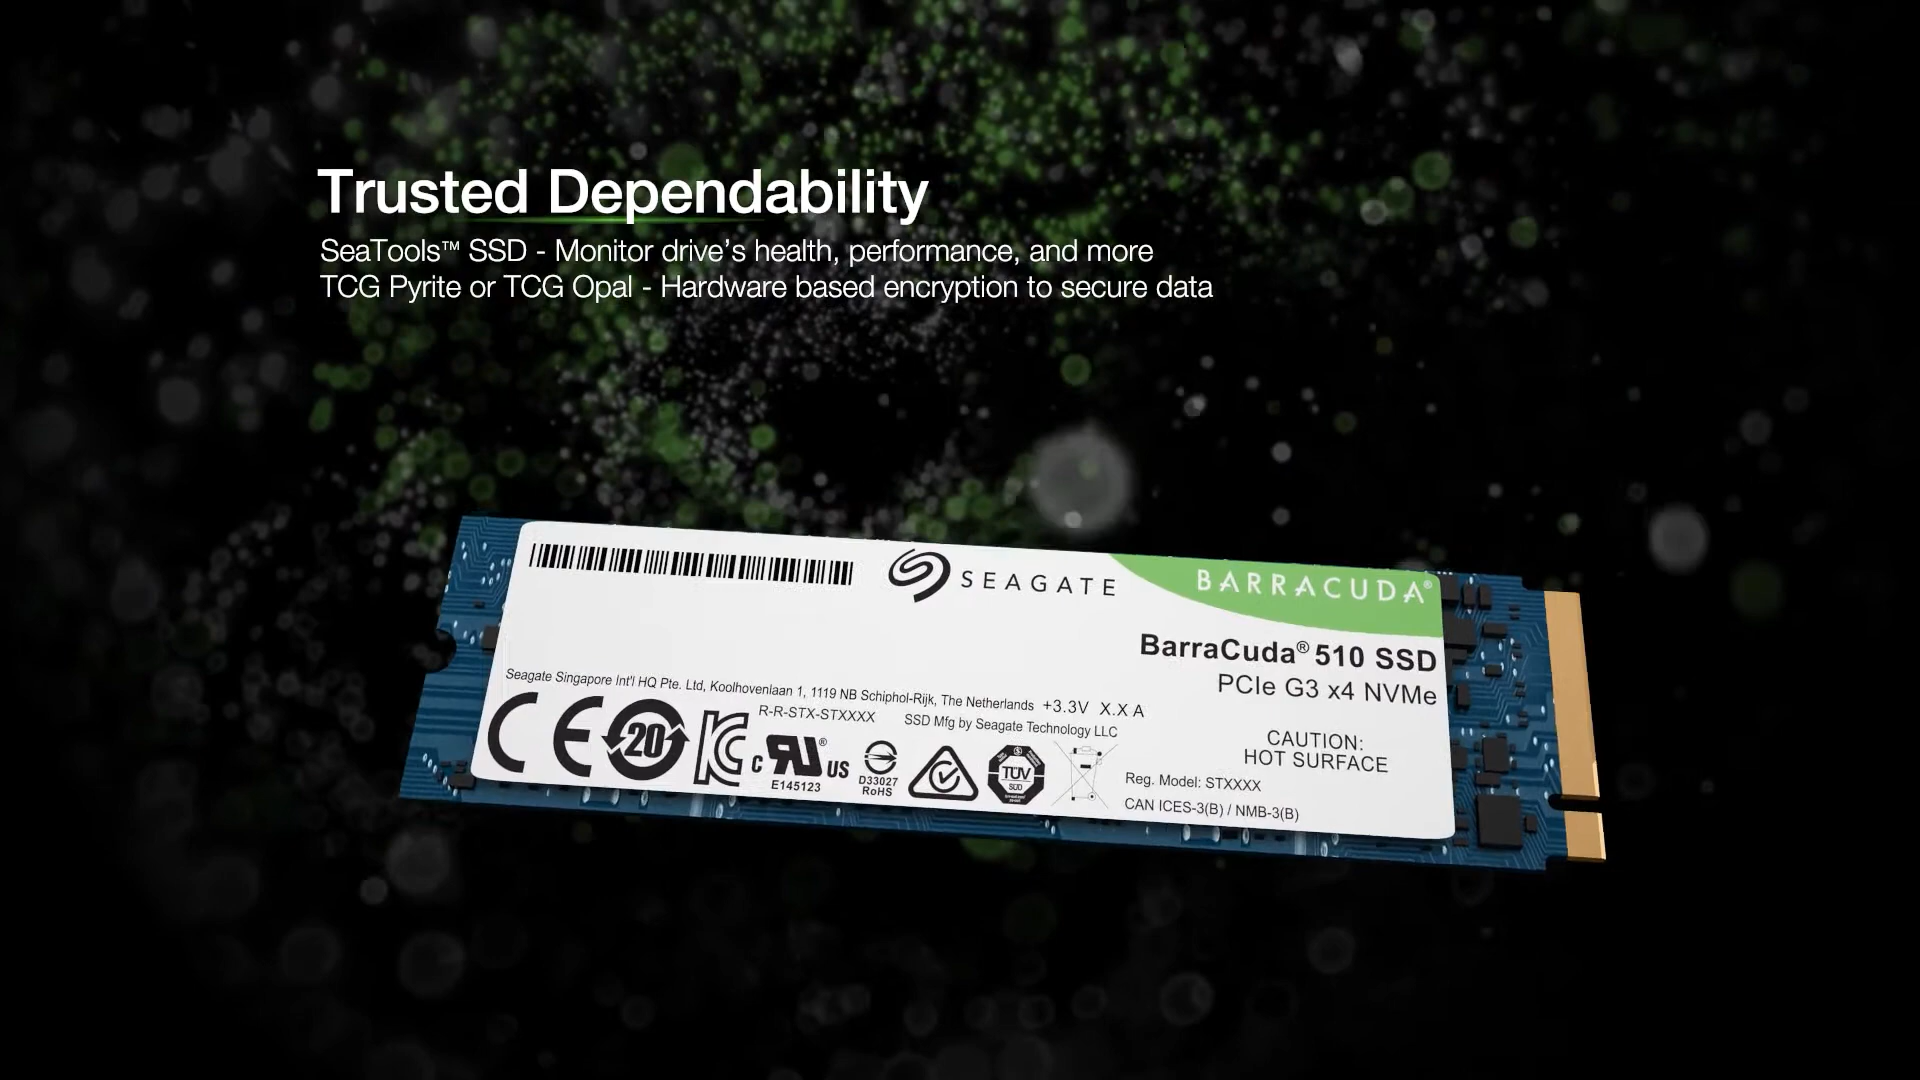 Trusted Dependability
SeaTools™ SSD - Monitor drive's health, performance, and more
TCG Pyrite or TCG Opal - Hardware based encryption to secure data
SEAGATE
BARRACUDA®
BarraCuda® 510 SSD
PCIe G3 x4 NVMe
Seagate Singapore Int'l HQ Pte. Ltd, Koolhovenlaan 1, 1119 NB Schiphol-Rijk, The Netherlands +3.3V X.X A
R-R-STX-STXXXX SSD Mfg by Seagate Technology LLC
CAUTION:
HOT SURFACE
CE 20 c US
E145123
D33027
RoHS
TÜV
SÜD
Reg. Model: STXXXX
CAN ICES-3(B) / NMB-3(B)